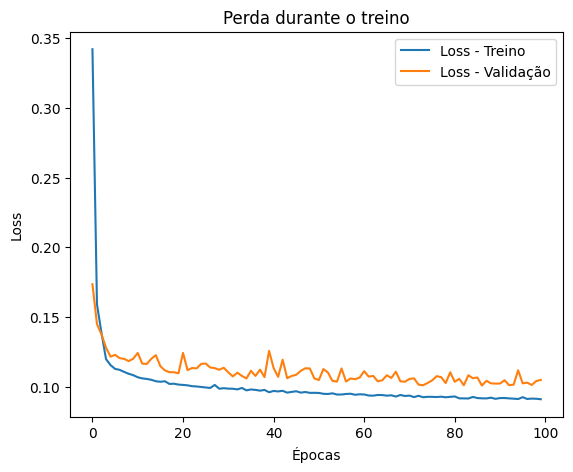 Perda durante o treino
Loss - Treino
Loss - Validação
0.35
0.30
0.25
0.20
0.15
0.10
Loss
0
20
40
60
80
100
Épocas